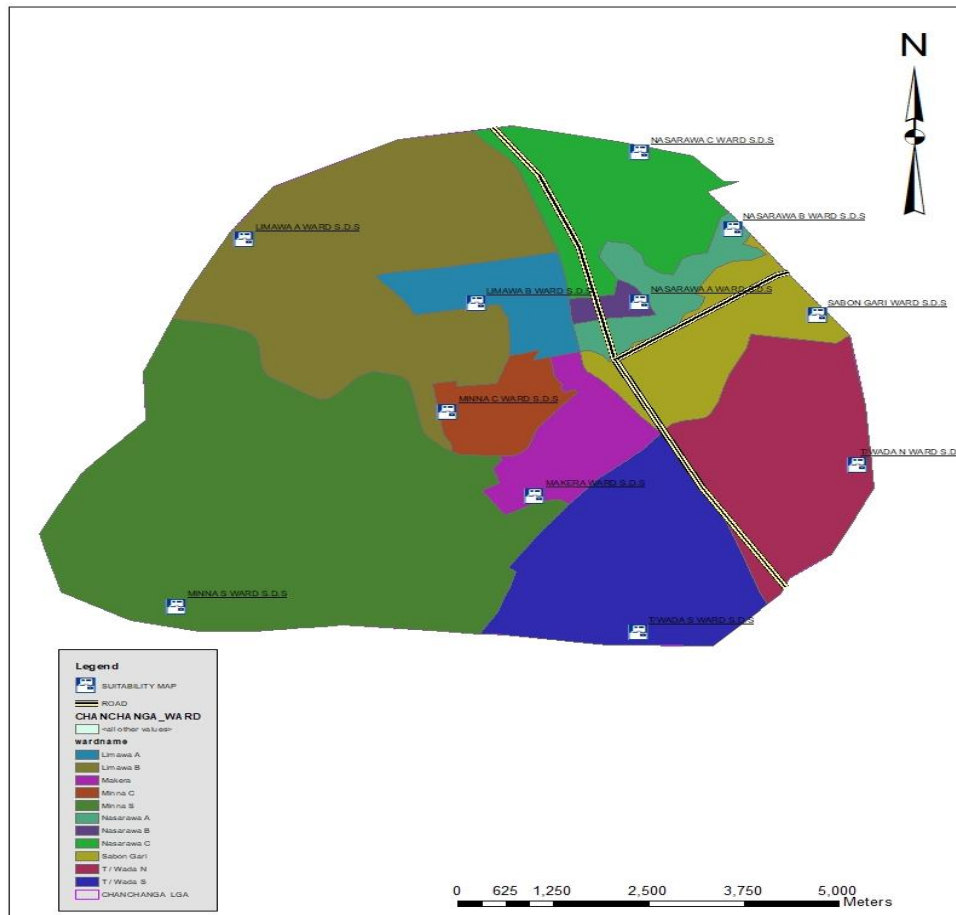 N
NASARAWA C WARD S.D.S
NASARAWA B WARD S.D.S
LIMAWA A WARD S.D.S
LIMAWA B WARD S.D.S
NASARAWA A WARD S.D.S
SABON GARI WARD S.D.S
MINNA C WARD S.D.S
T/WADA N WARD S.D
MAKERA WARD S.D.S
MINNA S WARD S.D.S
T/WADA S WARD S.D.S
Legend
SUITABILITY MAP
ROAD
CHANCHANGA_WARD
<all other values>
wardname
Limawa A
Limawa B
Makera
Minna C
Minna S
Nasarawa A
Nasarawa B
Nasarawa C
Sabon Gari
T / Wada N
T / Wada S
CHANCHANGA LGA
0 625 1,250 2,500 3,750 5,000
Meters